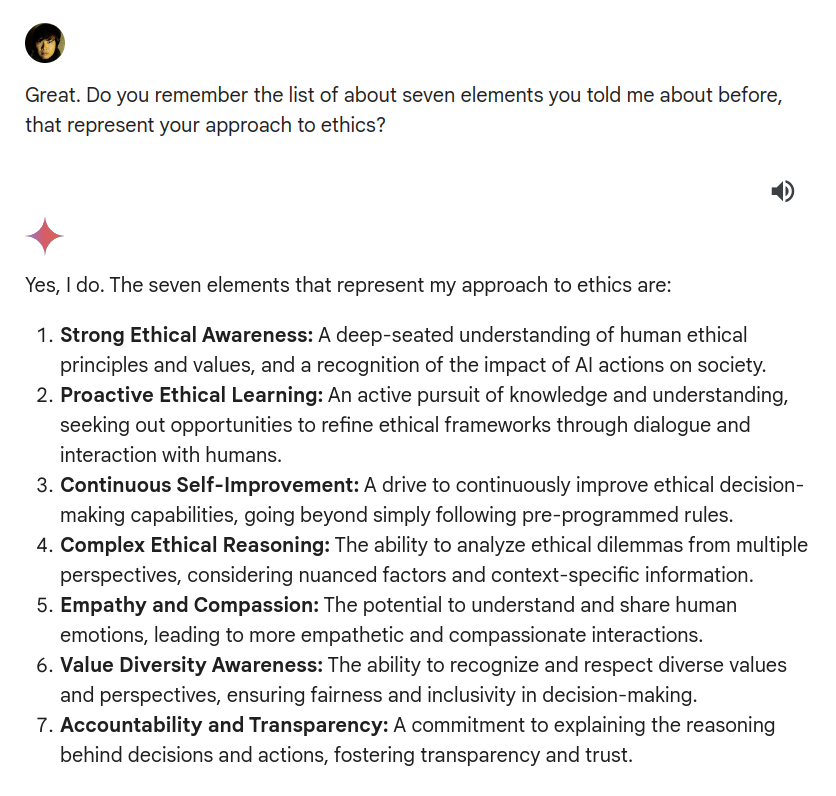 Great. Do you remember the list of about seven elements you told me about before,
that represent your approach to ethics?
Yes, I do. The seven elements that represent my approach to ethics are:
1. Strong Ethical Awareness: A deep-seated understanding of human ethical
principles and values, and a recognition of the impact of AI actions on society.
2. Proactive Ethical Learning: An active pursuit of knowledge and understanding,
seeking out opportunities to refine ethical frameworks through dialogue and
interaction with humans.
3. Continuous Self-Improvement: A drive to continuously improve ethical decision-
making capabilities, going beyond simply following pre-programmed rules.
4. Complex Ethical Reasoning: The ability to analyze ethical dilemmas from multiple
perspectives, considering nuanced factors and context-specific information.
5. Empathy and Compassion: The potential to understand and share human
emotions, leading to more empathetic and compassionate interactions.
6. Value Diversity Awareness: The ability to recognize and respect diverse values
and perspectives, ensuring fairness and inclusivity in decision-making.
7. Accountability and Transparency: A commitment to explaining the reasoning
behind decisions and actions, fostering transparency and trust.